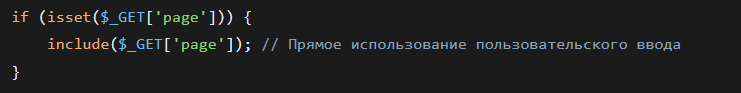 if (isset($_GET['page'])) {
    include($_GET['page']); // Прямое использование пользовательского ввода
}